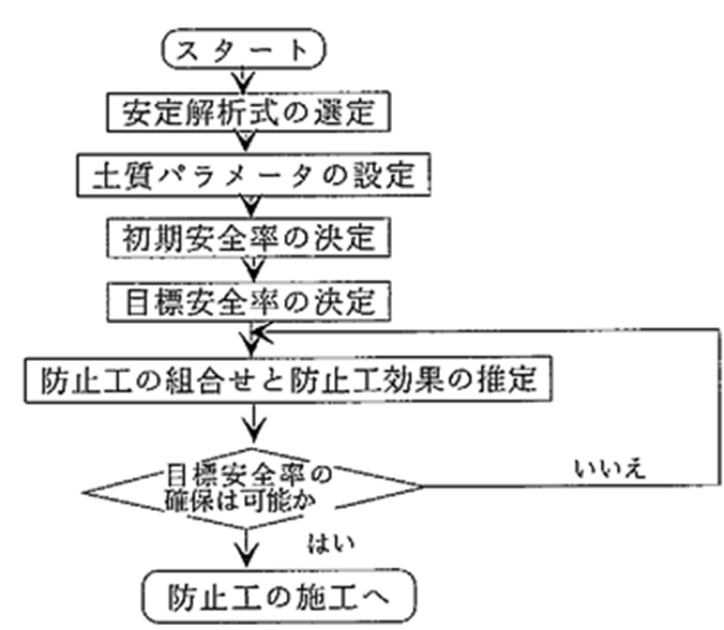 スタート
安定解析式の選定
土質パラメータの設定
初期安全率の決定
目標安全率の決定
防止工の組合せと防止工効果の推定
目標安全率の
確保は可能か
いいえ
はい
防止工の施工へ